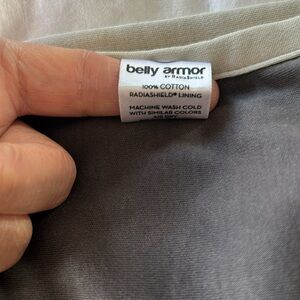 belly armor
BY RADIASHIELD
100% COTTON
RADIASHIELD® LINING
MACHINE WASH COLD
WITH SIMILAR COLORS